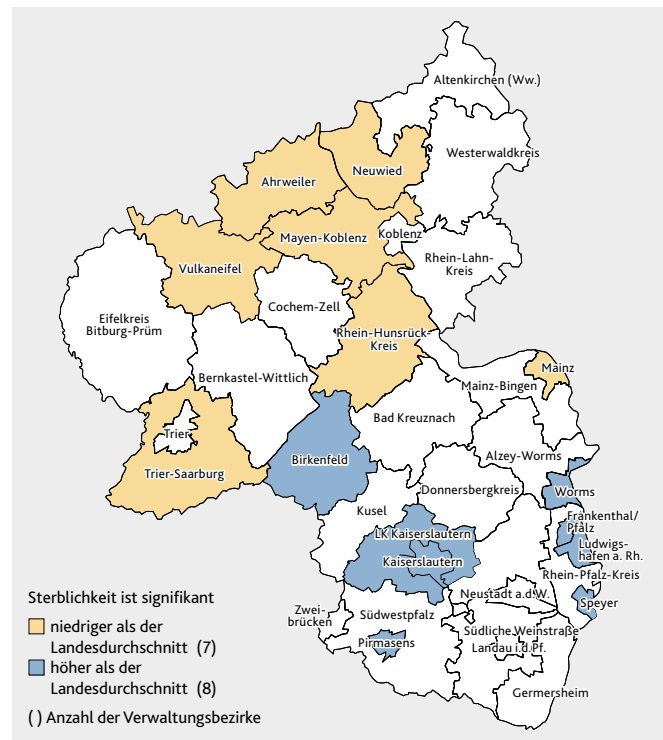 Altenkirchen (Ww.)
Westerwaldkreis
Neuwied
Ahrweiler
Mayen-Koblenz
Koblenz
Rhein-Lahn-
Kreis
Vulkaneifel
Cochem-Zell
Eifelkreis
Bitburg-Prüm
Rhein-Hunsrück-
Kreis
Mainz
Bernkastel-Wittlich
Mainz-Bingen
Bad Kreuznach
Trier
Alzey-Worms
Birkenfeld
Trier-Saarburg
Donnersbergkreis
Worms
Kusel
Frankenthal/
Pfalz
LK Kaiserslautern
Ludwigs-
hafen a. Rh.
Kaiserslautern
Rhein-Pfalz-Kreis
Neustadt a.d.W.
Speyer
Zwei-
brücken
Südwestpfalz
Südliche Weinstraße
Pirmasens
Landau i.d.Pf.
Germersheim
Sterblichkeit ist signifikant
niedriger als der
Landesdurchschnitt (7)
höher als der
Landesdurchschnitt (8)
( ) Anzahl der Verwaltungsbezirke